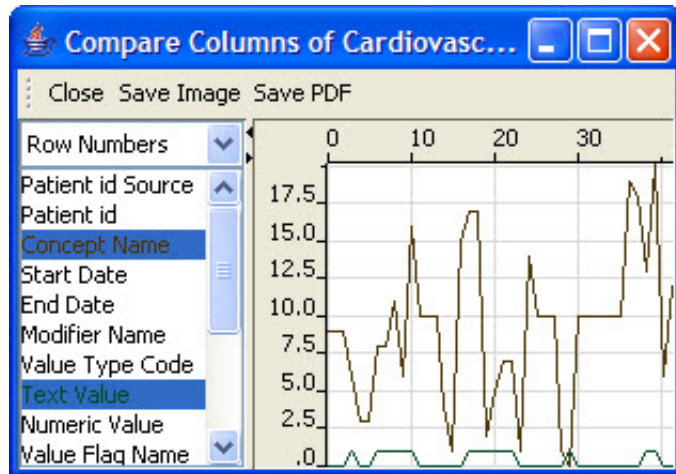 Compare Columns of Cardiovasc...
Close Save Image Save PDF
Row Numbers
Patient id Source
Patient id
Concept Name
Start Date
End Date
Modifier Name
Value Type Code
Text Value
Numeric Value
Value Flag Name
0 10 20 30
17.5
15.0
12.5
10.0
7.5
5.0
2.5
.0